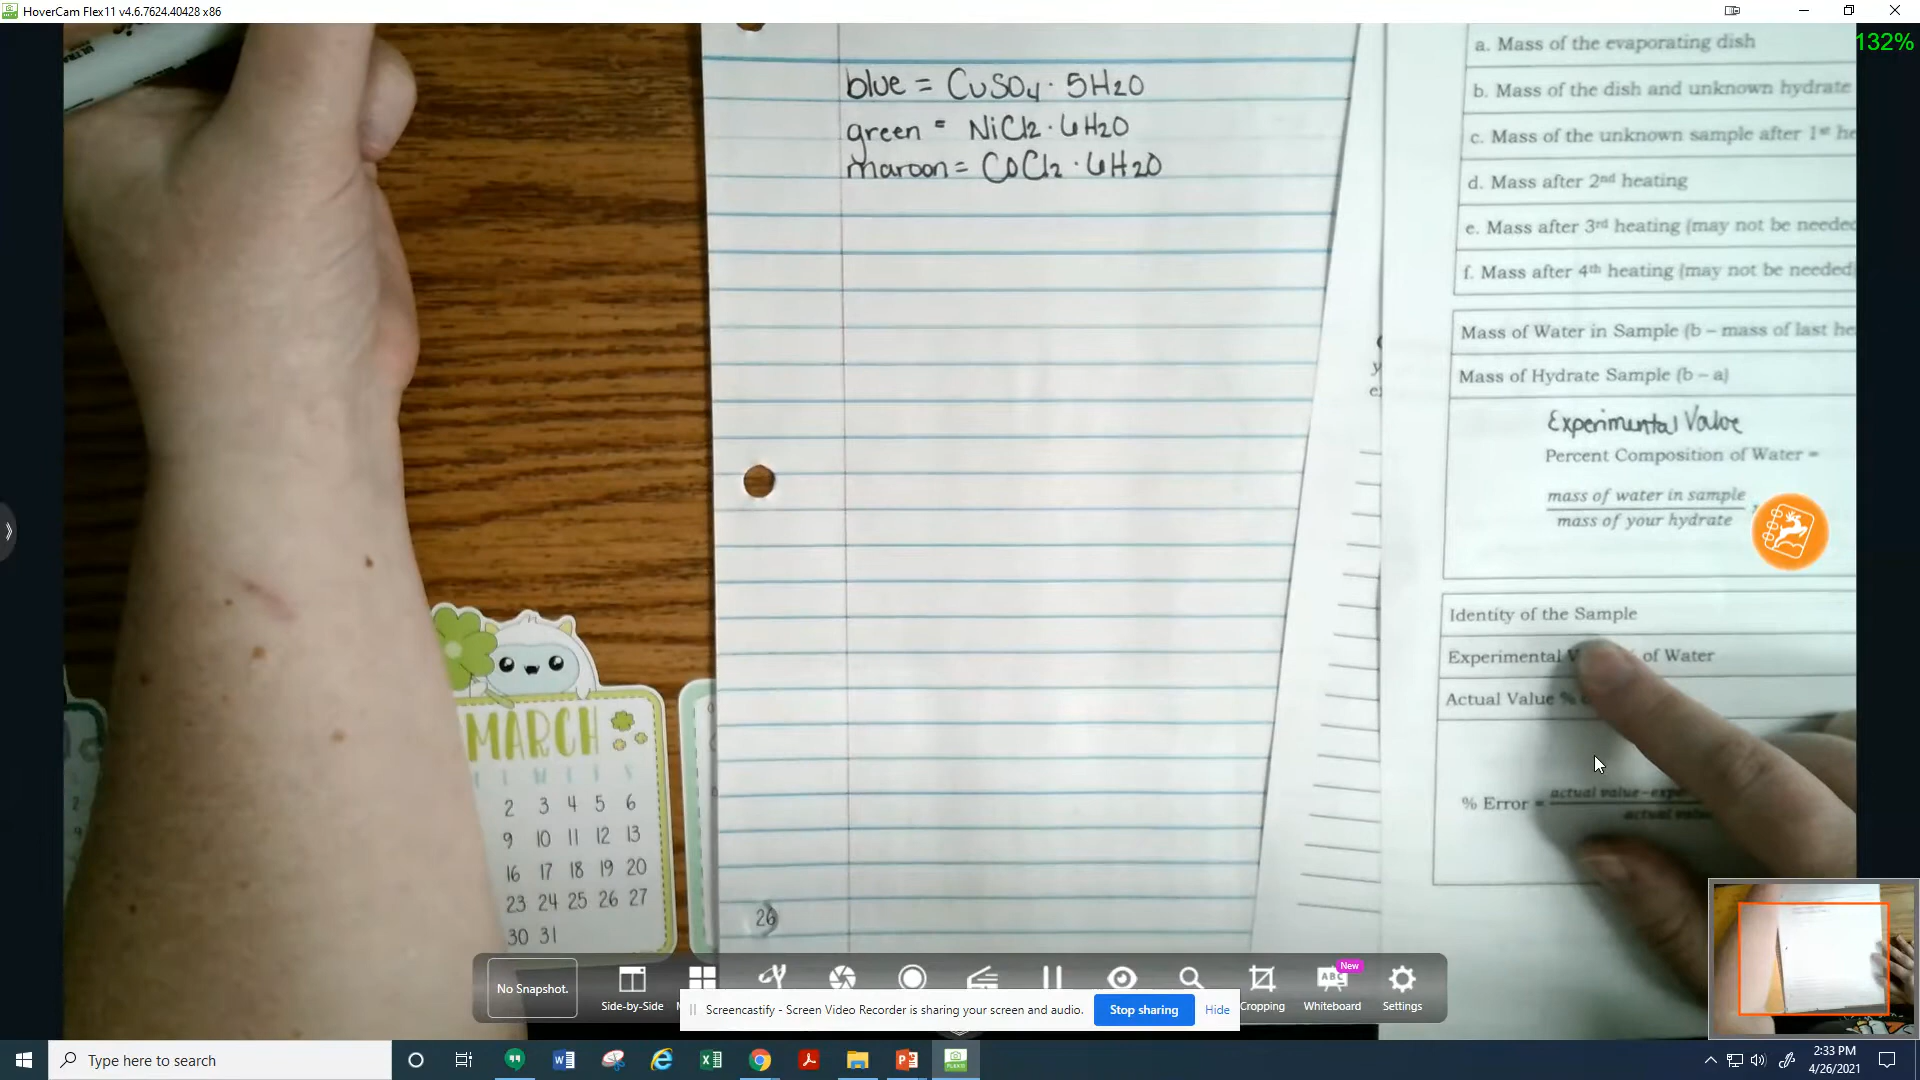 HoverCam Flex11 v4.6.7624.40428 x86
132%
blue = CuSO4 · 5H2O
green = NiCl2 · 6H2O
maroon = CoCl2 · 6H2O
a. Mass of the evaporating dish
b. Mass of the dish and unknown hydrate
c. Mass of the unknown sample after 1st he
d. Mass after 2nd heating
e. Mass after 3rd heating (may not be neede
f. Mass after 4th heating (may not be needed
Mass of Water in Sample (b – mass of last he
Mass of Hydrate Sample (b – a)
Experimental Value
Percent Composition of Water =
mass of water in sample
mass of your hydrate
Identity of the Sample
Experimental of Water
Actual Value %
% Error =
actual value-expe
actual value
MARCH
2 3 4 5 6
9 10 11 12 13
16 17 18 19 20
23 24 25 26 27
30 31
26
No Snapshot.
Side-by-Side
Cropping
New
ABC
Whiteboard
Settings
Screencastify - Screen Video Recorder is sharing your screen and audio.
Stop sharing
Hide
Type here to search
2:33 PM
4/26/2021